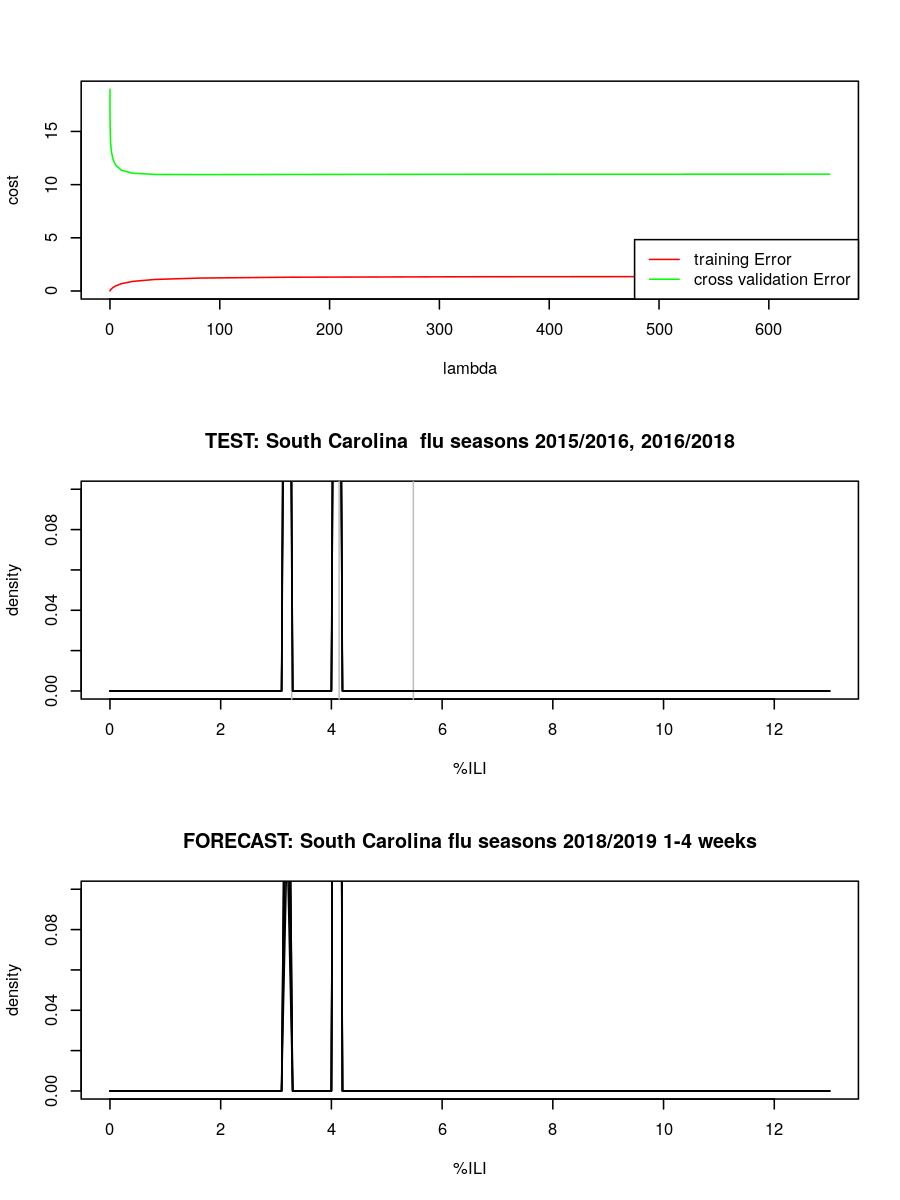 cost
0
5
10
15
training Error
cross validation Error
0 100 200 300 400 500 600
lambda
TEST: South Carolina  flu seasons 2015/2016, 2016/2018
density
0.00
0.04
0.08
0 2 4 6 8 10 12
%ILI
FORECAST: South Carolina flu seasons 2018/2019 1-4 weeks
density
0.00
0.04
0.08
0 2 4 6 8 10 12
%ILI